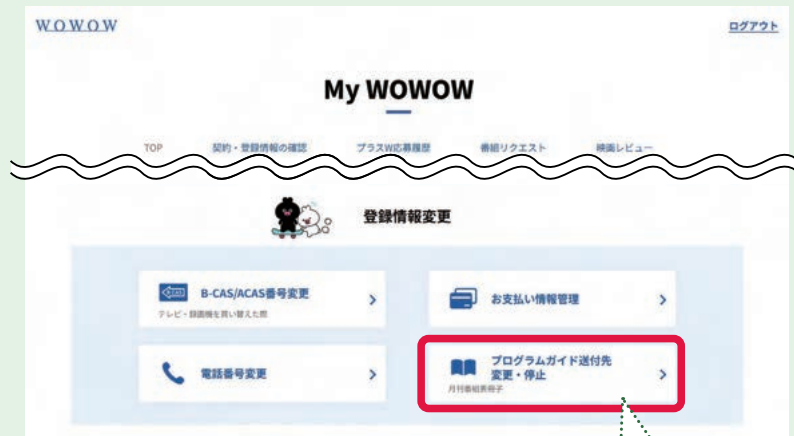 WOWOW
ログアウト
My WOWOW
TOP 契約・登録情報の確認 プラスW応募履歴 番組リクエスト 映画レビュー
登録情報変更
B-CAS/ACAS番号変更
テレビ・録画機を買い替えた際
お支払い情報管理
電話番号変更
プログラムガイド送付先
変更・停止
月刊番組表冊子